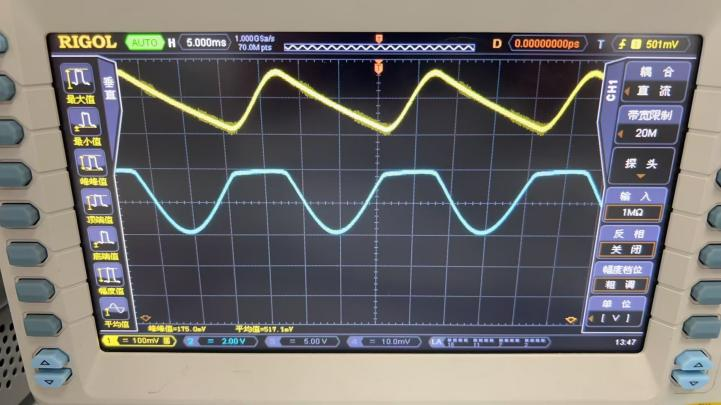 RIGOL AUTO H 5.000ms 1.000GSa/s 70.0M pts D 0.00000000ps T 501mV
垂直
最大值
最小值
峰峰值
顶端值
底端值
幅度值
平均值
CH1
耦合
直流
带宽限制
20M
探头
输入
1MΩ
反相
关闭
幅度档位
粗调
单位
[V]
峰峰值=175.0mV 平均值=517.1mV
1 = 100mV 2 = 2.00 V 3 = 5.00 V 4 = 10.0mV LA 13:47